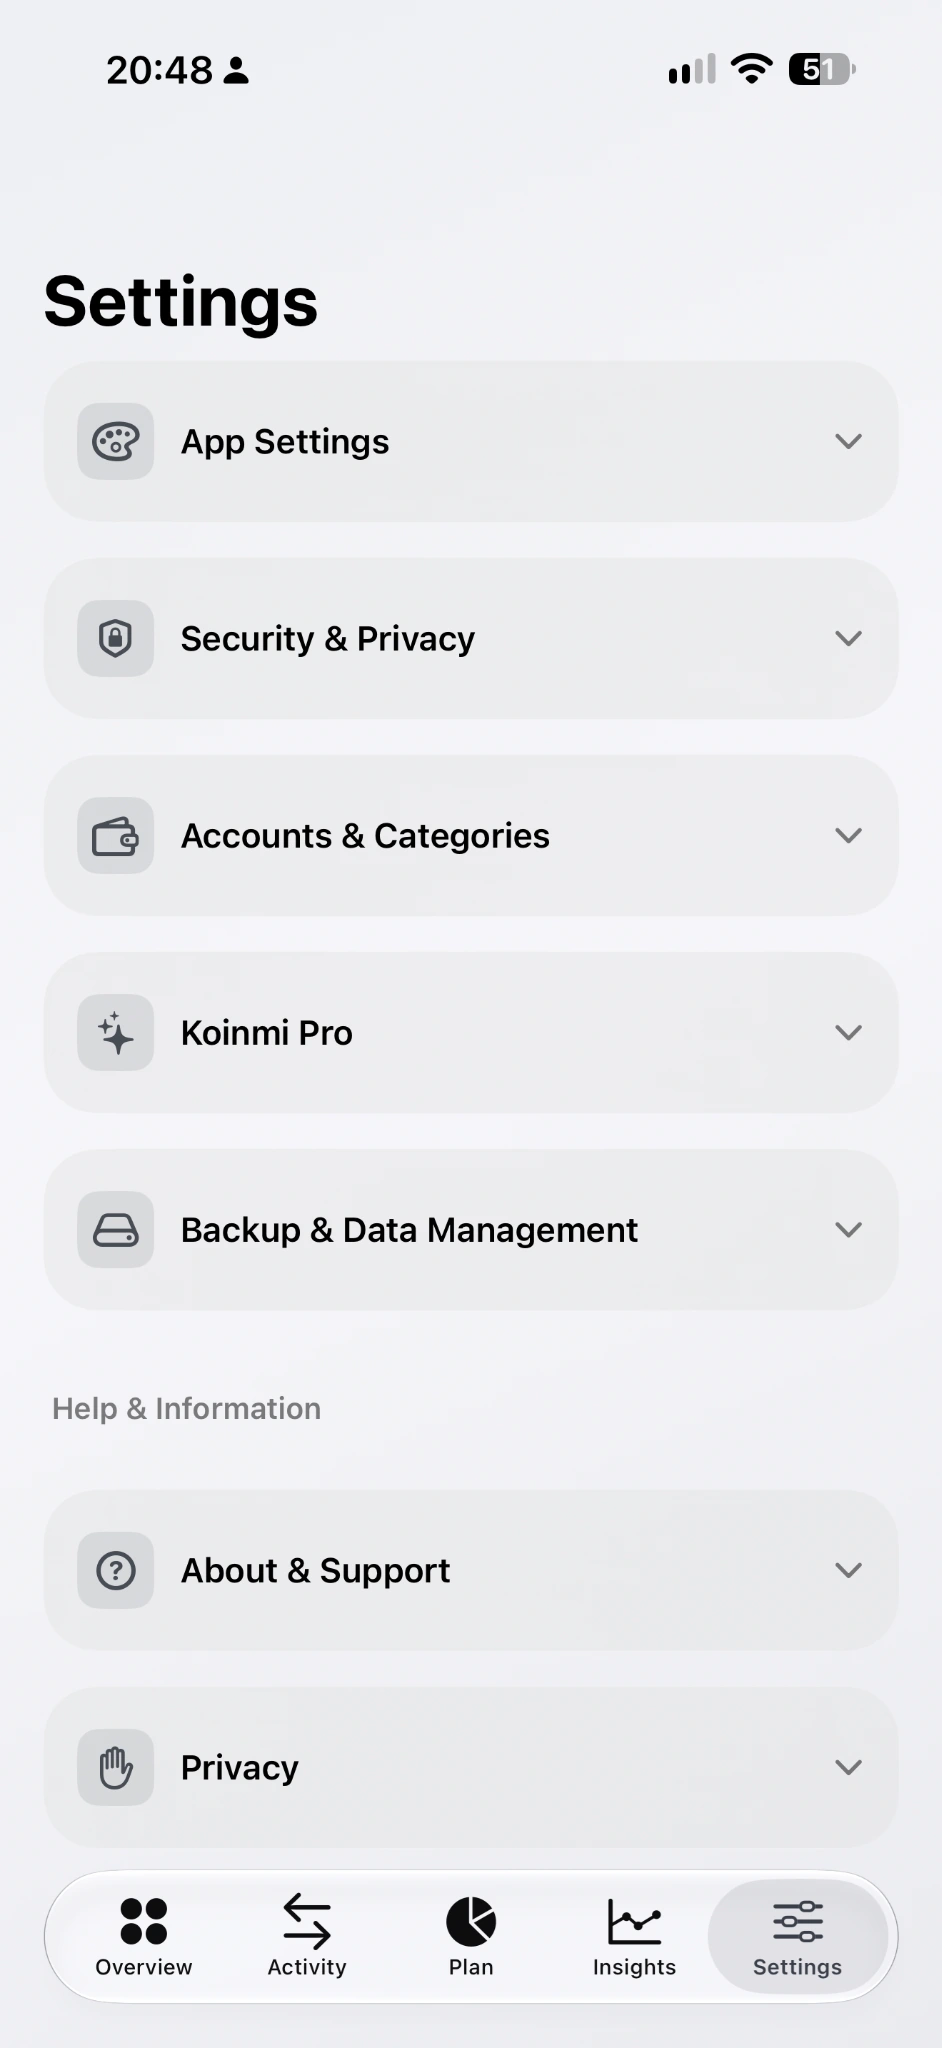 20:48
51
Settings
App Settings
Security & Privacy
Accounts & Categories
Koinmi Pro
Backup & Data Management
Help & Information
About & Support
Privacy
Overview
Activity
Plan
Insights
Settings